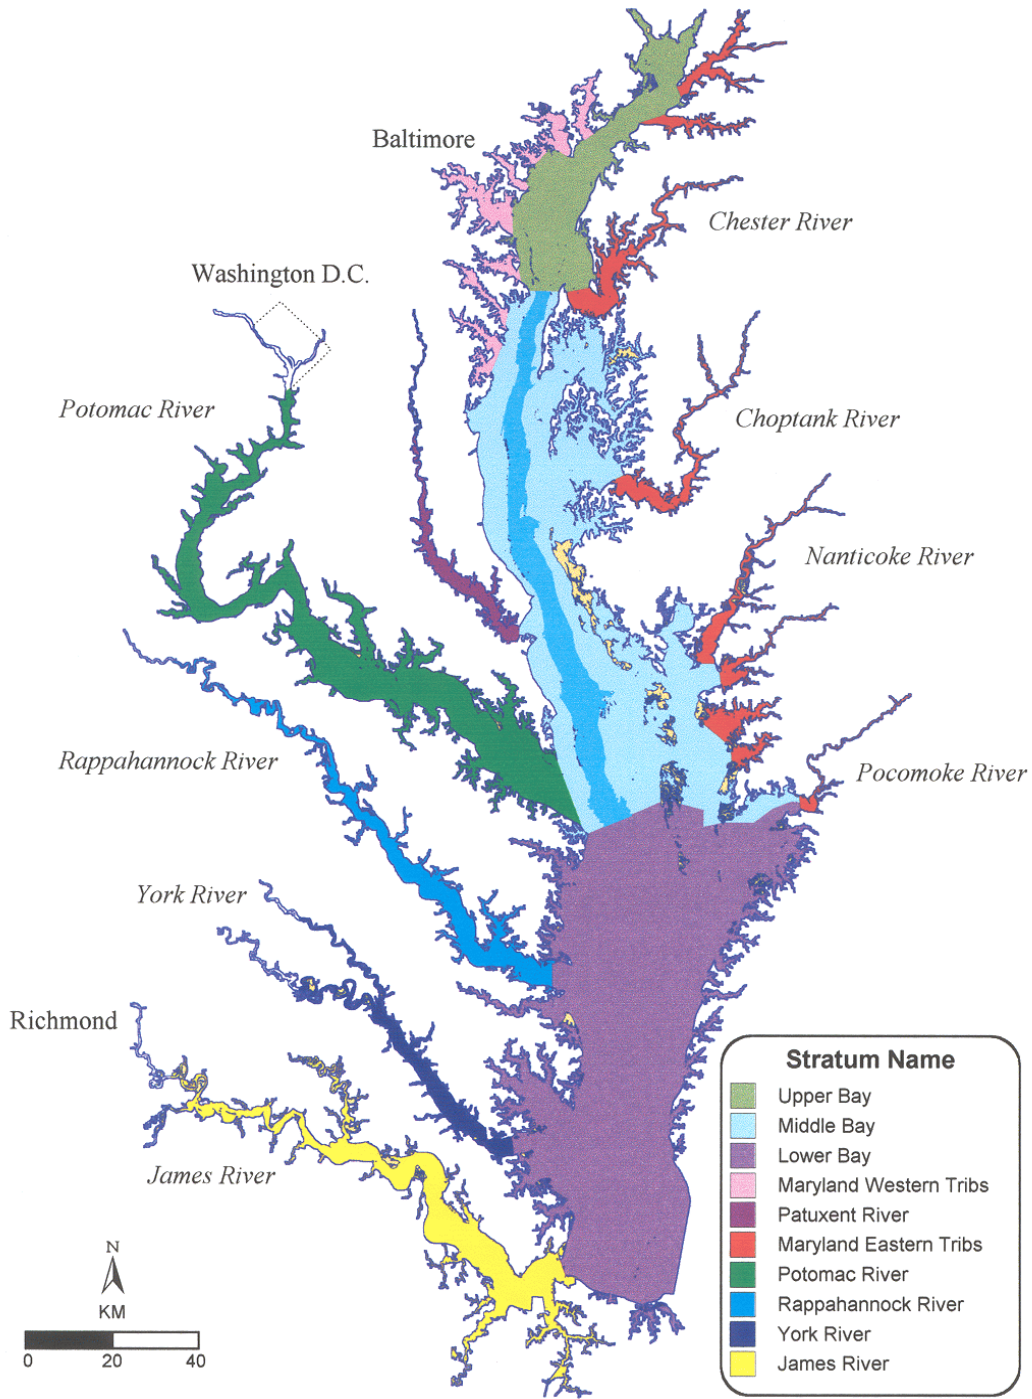 Baltimore
Chester River
Washington D.C.
Potomac River
Choptank River
Nanticoke River
Rappahannock River
Pocomoke River
York River
Richmond
James River
N
KM
0 20 40
Stratum Name
Upper Bay
Middle Bay
Lower Bay
Maryland Western Tribs
Patuxent River
Maryland Eastern Tribs
Potomac River
Rappahannock River
York River
James River